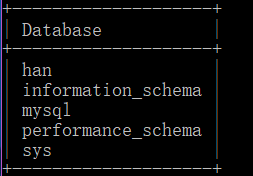 Database
han
information_schema
mysql
performance_schema
sys